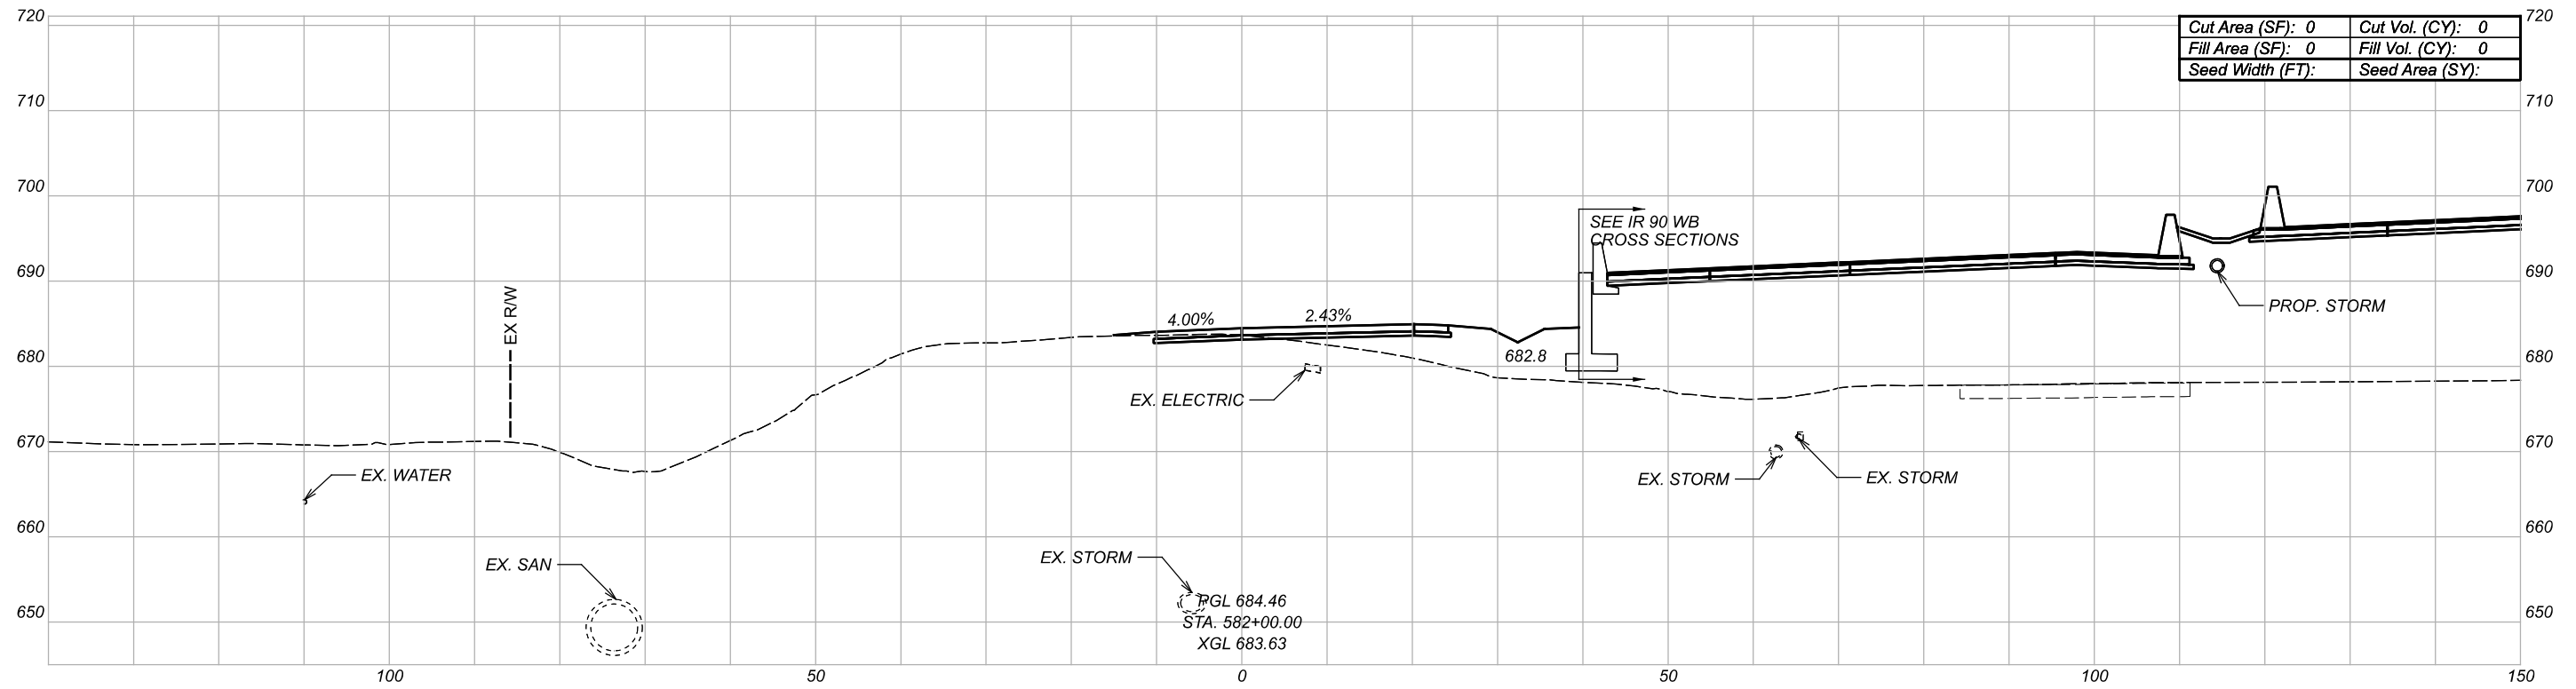 720
720
Cut Area (SF): 0 Cut Vol. (CY): 0
Fill Area (SF): 0 Fill Vol. (CY): 0
Seed Width (FT): Seed Area (SY):
710
710
700
700
SEE IR 90 WB
CROSS SECTIONS
690
690
EX R/W
PROP. STORM
4.00%
2.43%
682.8
680
680
EX. ELECTRIC
670
670
EX. WATER
EX. STORM
EX. STORM
660
660
EX. SAN
EX. STORM
650
650
PGL 684.46
STA. 582+00.00
XGL 683.63
100
50
0
50
100
150